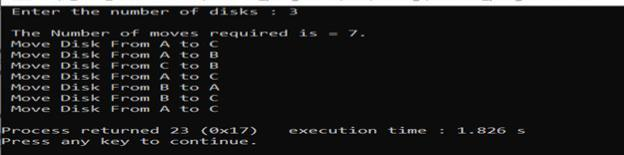 Enter the number of disks : 3
The Number of moves required is = 7.
Move Disk From A to C
Move Disk From A to B
Move Disk From C to B
Move Disk From A to C
Move Disk From B to A
Move Disk From B to C
Move Disk From A to C
Process returned 23 (0x17)   execution time : 1.826 s
Press any key to continue.